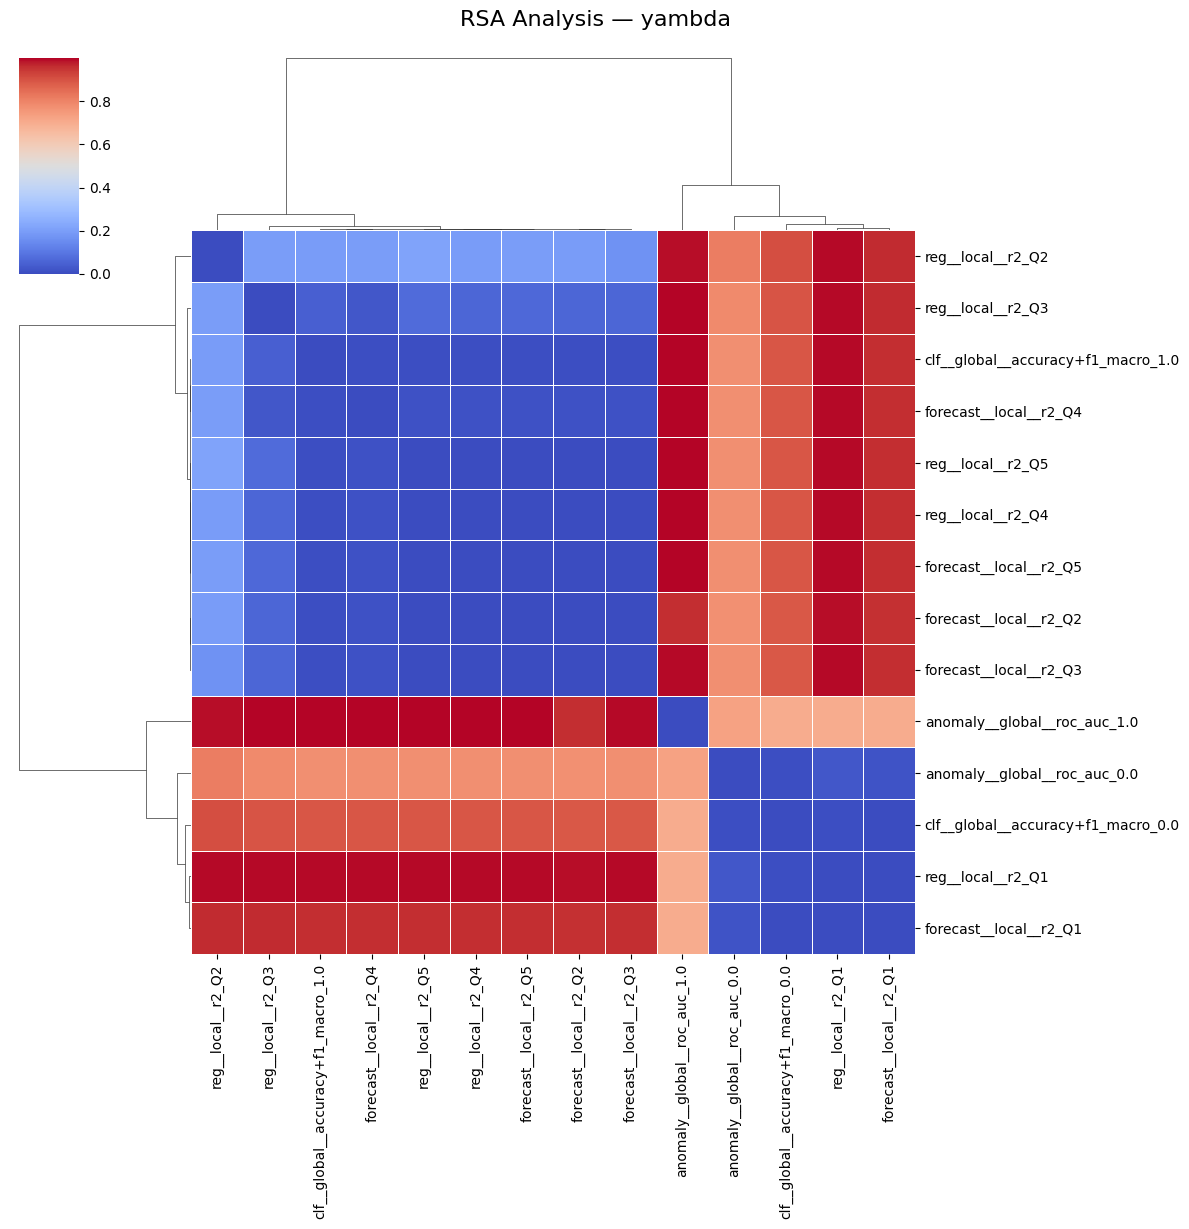 RSA Analysis — yambda
0.8
0.6
0.4
0.2
0.0
reg__local__r2_Q2
reg__local__r2_Q3
clf__global__accuracy+f1_macro_1.0
forecast__local__r2_Q4
reg__local__r2_Q5
reg__local__r2_Q4
forecast__local__r2_Q5
forecast__local__r2_Q2
forecast__local__r2_Q3
anomaly__global__roc_auc_1.0
anomaly__global__roc_auc_0.0
clf__global__accuracy+f1_macro_0.0
reg__local__r2_Q1
forecast__local__r2_Q1
reg__local__r2_Q2
reg__local__r2_Q3
clf__global__accuracy+f1_macro_1.0
forecast__local__r2_Q4
reg__local__r2_Q5
reg__local__r2_Q4
forecast__local__r2_Q5
forecast__local__r2_Q2
forecast__local__r2_Q3
anomaly__global__roc_auc_1.0
anomaly__global__roc_auc_0.0
clf__global__accuracy+f1_macro_0.0
reg__local__r2_Q1
forecast__local__r2_Q1